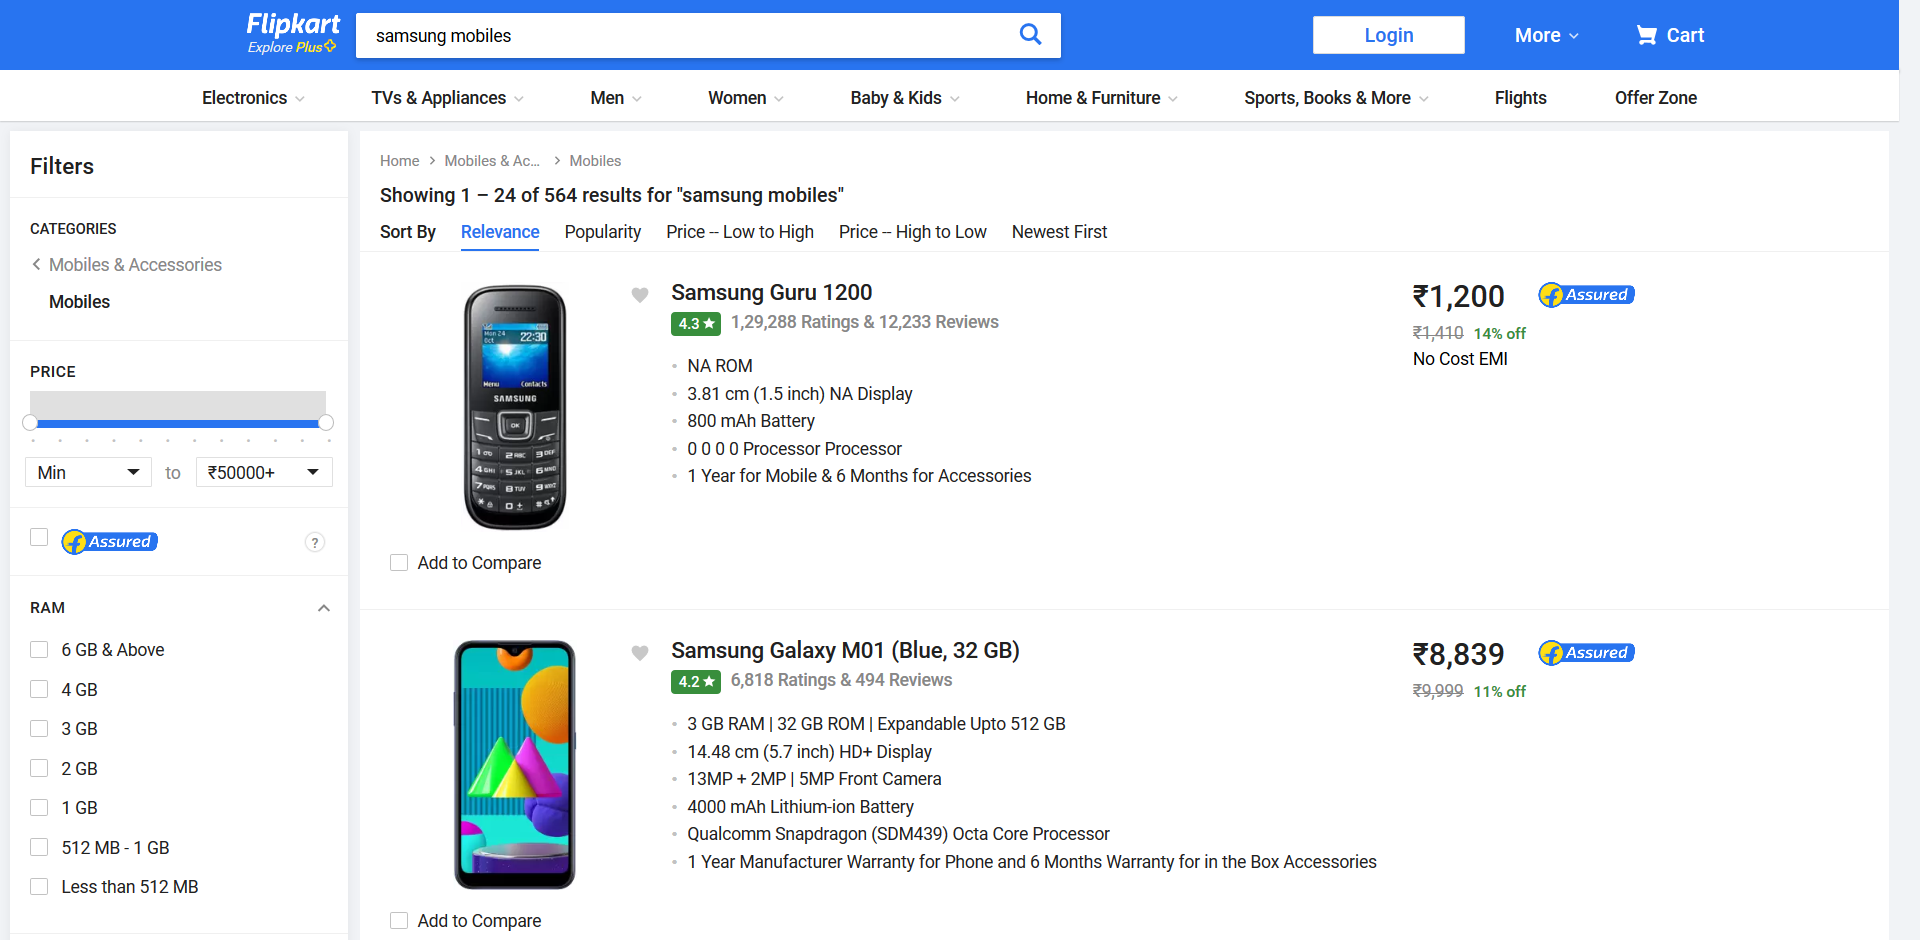 Flipkart
Explore Plus
samsung mobiles
Login
More
Cart
Electronics
TVs & Appliances
Men
Women
Baby & Kids
Home & Furniture
Sports, Books & More
Flights
Offer Zone
Filters
CATEGORIES
Mobiles & Accessories
Mobiles
PRICE
Min
to
₹50000+
Assured
?
RAM
6 GB & Above
4 GB
3 GB
2 GB
1 GB
512 MB - 1 GB
Less than 512 MB
Home
Mobiles & Ac...
Mobiles
Showing 1 – 24 of 564 results for "samsung mobiles"
Sort By
Relevance
Popularity
Price -- Low to High
Price -- High to Low
Newest First
Mon 24
Oct
22:30
Menu
Contacts
SAMSUNG
OK
Add to Compare
Samsung Guru 1200
4.3★
1,29,288 Ratings & 12,233 Reviews
NA ROM
3.81 cm (1.5 inch) NA Display
800 mAh Battery
0 0 0 0 Processor Processor
1 Year for Mobile & 6 Months for Accessories
₹1,200
Assured
₹1,410
14% off
No Cost EMI
Add to Compare
Samsung Galaxy M01 (Blue, 32 GB)
4.2★
6,818 Ratings & 494 Reviews
3 GB RAM | 32 GB ROM | Expandable Upto 512 GB
14.48 cm (5.7 inch) HD+ Display
13MP + 2MP | 5MP Front Camera
4000 mAh Lithium-ion Battery
Qualcomm Snapdragon (SDM439) Octa Core Processor
1 Year Manufacturer Warranty for Phone and 6 Months Warranty for in the Box Accessories
₹8,839
Assured
₹9,999
11% off